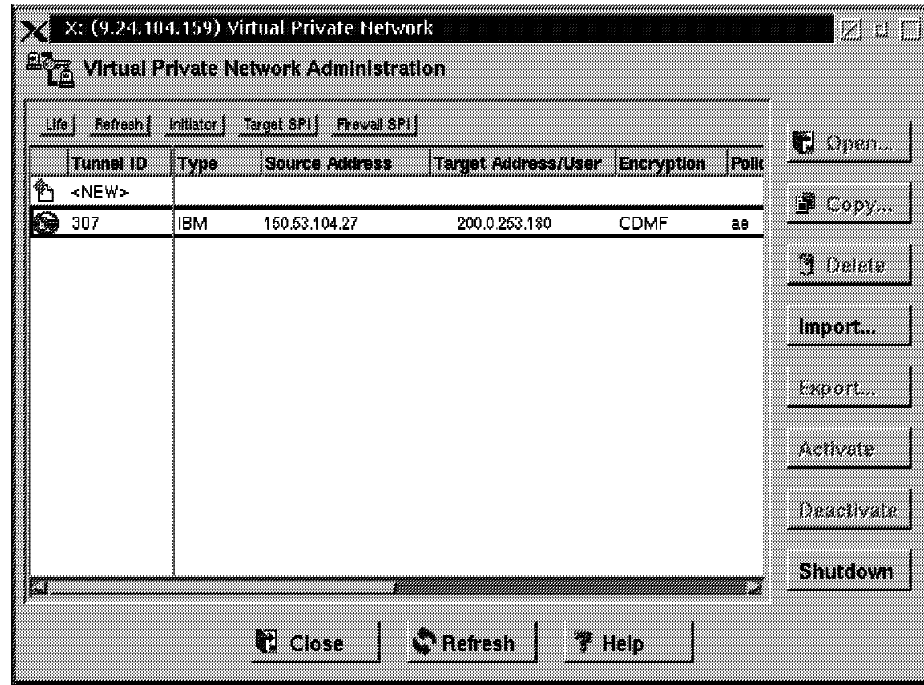 X: (9.24.104.159) Virtual Private Network
Virtual Private Network Administration
Life Refresh Initiator Target SPI Firewall SPI
Tunnel ID Type Source Address Target Address/User Encryption Polic
<NEW>
307 IBM 150.53.104.27 200.0.253.180 CDMF ae
Open...
Copy...
Delete
Import...
Export...
Activate
Deactivate
Shutdown
Close Refresh Help